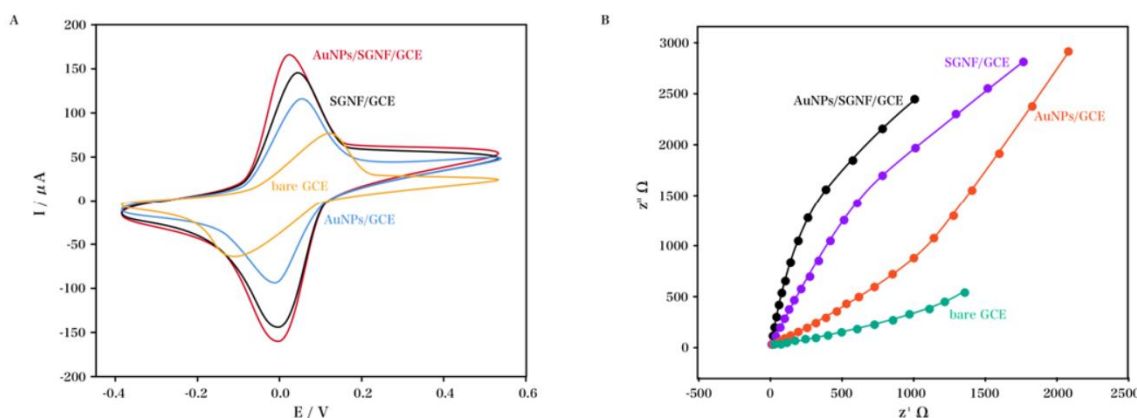 A
I / μA
200
150
100
50
0
-50
-100
-150
-200
-0.4
-0.2
0.0
0.2
0.4
0.6
E / V
AuNPs/SGNF/GCE
SGNF/GCE
bare GCE
AuNPs/GCE
B
z'' Ω
3000
2500
2000
1500
1000
500
0
-500
0
500
1000
1500
2000
2500
z' Ω
SGNF/GCE
AuNPs/SGNF/GCE
AuNPs/GCE
bare GCE